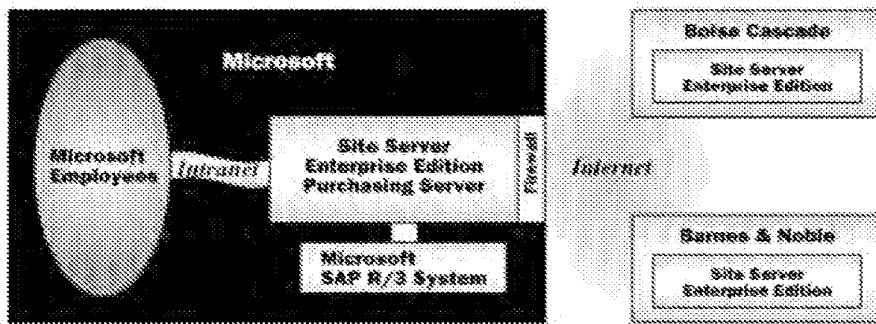 Microsoft
Microsoft
Employees
Intranet
Site Server
Enterprise Edition
Purchasing Server
Firewall
Microsoft
SAP R/3 System
Internet
Boise Cascade
Site Server
Enterprise Edition
Barnes & Noble
Site Server
Enterprise Edition